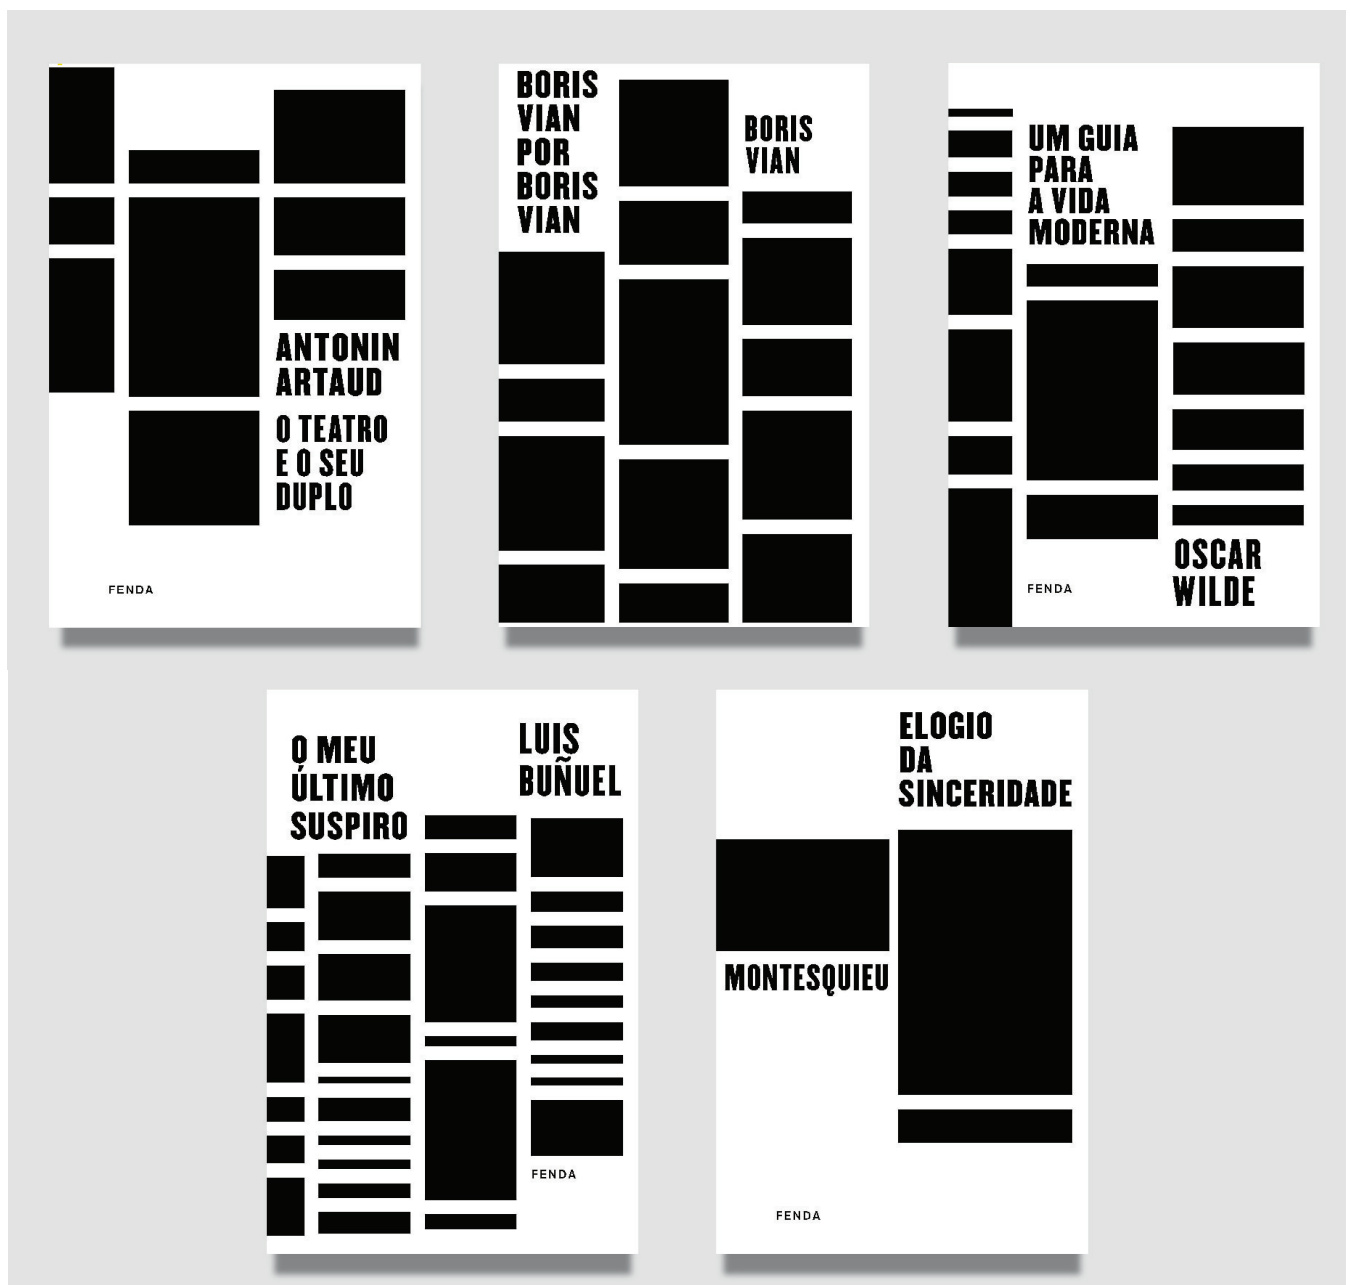 ANTONIN
ARTAUD
O TEATRO
E O SEU
DUPLO
FENDA
BORIS
VIAN
POR
BORIS
VIAN
BORIS
VIAN
UM GUIA
PARA
A VIDA
MODERNA
FENDA
OSCAR
WILDE
O MEU
ÚLTIMO
SUSPIRO
LUIS
BUÑUEL
FENDA
ELOGIO
DA
SINCERIDADE
MONTESQUIEU
FENDA